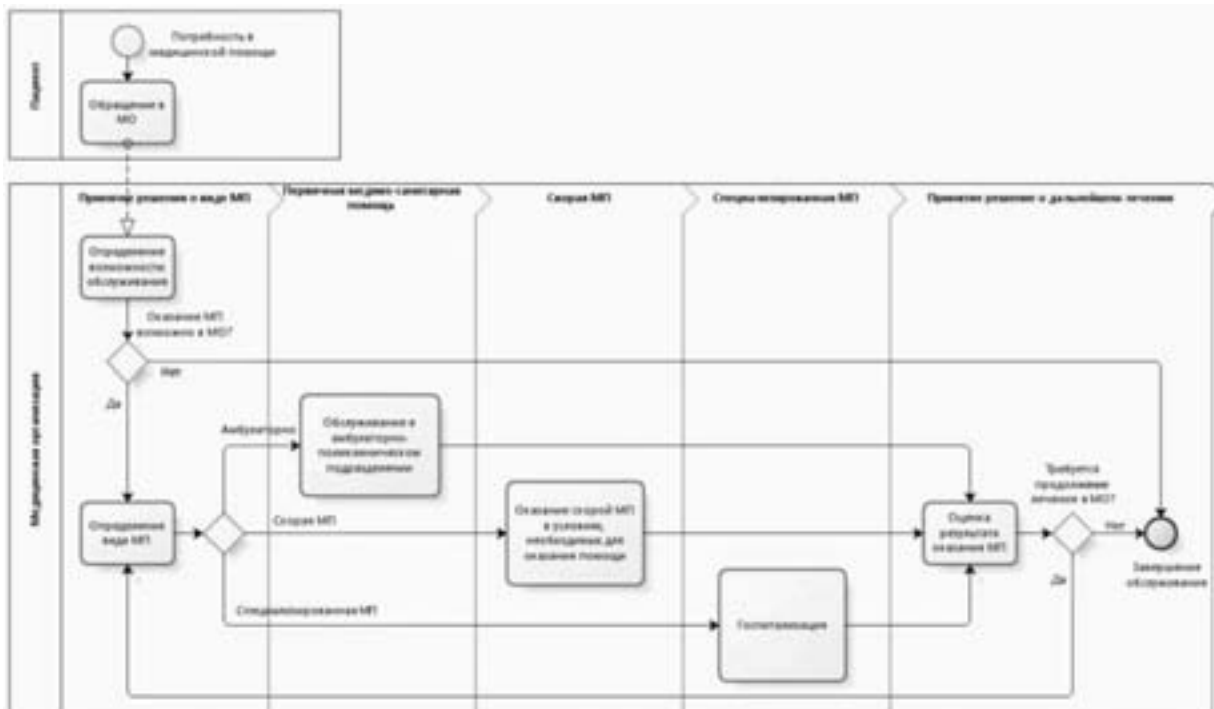 Пациент
Потребность в
медицинской помощи
Обращение в
МО
Медицинская организация
Принятие решения о виде МП
Первичная медико-санитарная
помощь
Скорая МП
Специализированная МП
Принятие решение о дальнейшем лечении
Определение
возможности
обслуживания
Оказание МП
возможно в МО?
Нет
Да
Определение
вида МП
Амбулаторно
Обслуживание в
амбулаторно-
поликлиническом
подразделении
Скорая МП
Оказание скорой МП
в условиях,
необходимых для
оказания помощи
Специализированная МП
Госпитализация
Оценка
результата
оказания МП
Требуется
продолжение
лечения в МО?
Нет
Да
Завершение
обслуживания